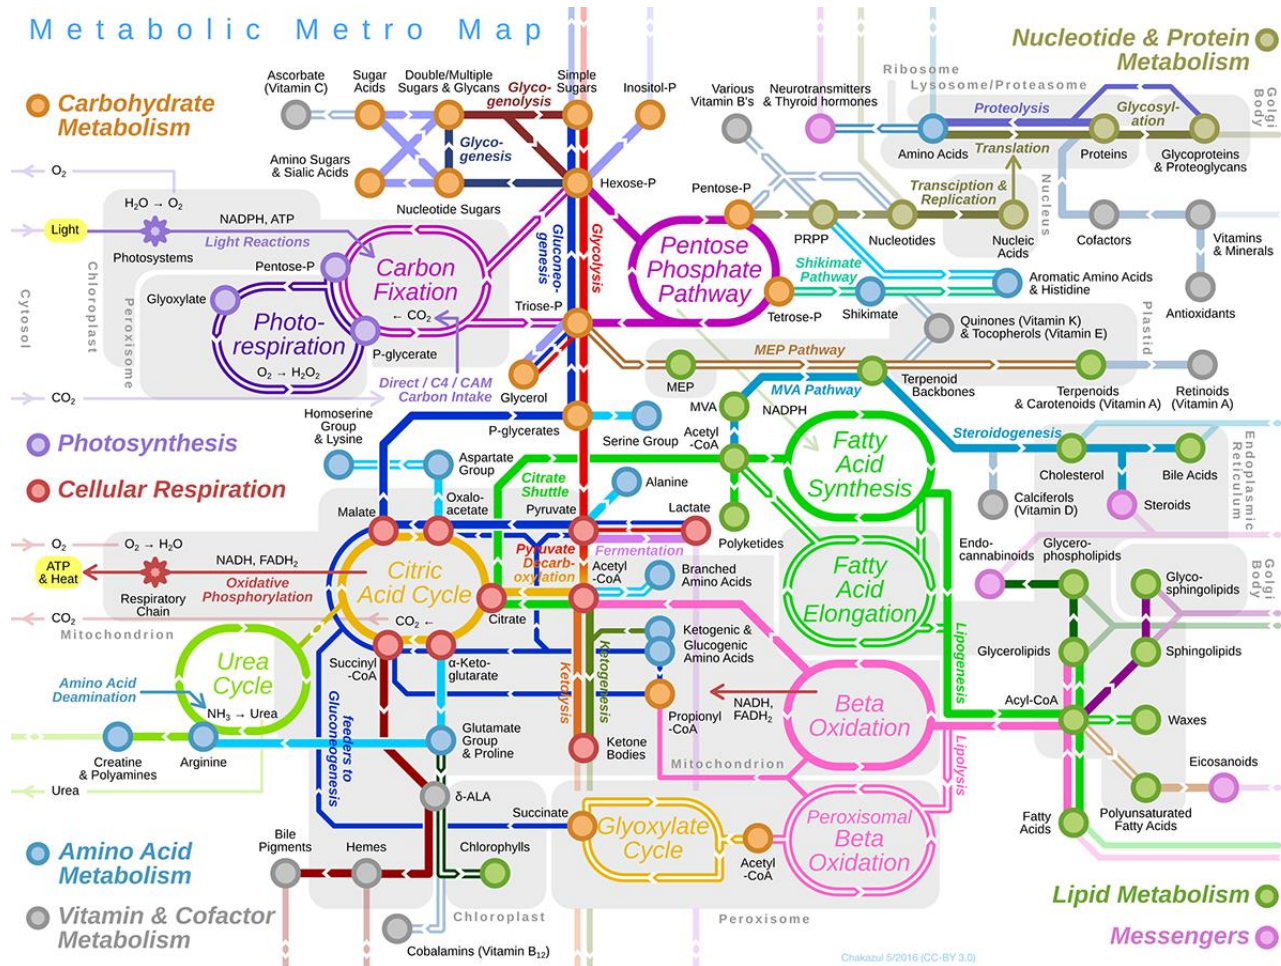 Metabolic Metro Map
Nucleotide & Protein
Metabolism
Carbohydrate
Metabolism
Ascorbate
(Vitamin C)
Sugar
Acids
Double/Multiple
Sugars & Glycans
Glyco-
genolysis
Simple
Sugars
Inositol-P
Various
Vitamin B's
Neurotransmitters
& Thyroid hormones
Ribosome
Lysosome/Proteasome
Proteolysis
Glycosyl-
ation
Golgi
Body
Amino Acids
Translation
Proteins
Glycoproteins
& Proteoglycans
Amino Sugars
& Sialic Acids
Glyco-
genesis
Nucleotide Sugars
Hexose-P
Pentose-P
Transciption &
Replication
Nucleus
PRPP
Nucleotides
Nucleic
Acids
Cofactors
Vitamins
& Minerals
O₂
H₂O → O₂
Light
NADPH, ATP
Light Reactions
Photosystems
Pentose-P
Carbon
Fixation
← CO₂
Gluconeo-
genesis
Glycolysis
Pentose
Phosphate
Pathway
Shikimate
Pathway
Aromatic Amino Acids
& Histidine
Antioxidants
Cytosol
Chloroplast
Peroxisome
Glyoxylate
Photo-
respiration
O₂ → H₂O₂
P-glycerate
Triose-P
Tetrose-P
Shikimate
Quinones (Vitamin K)
& Tocopherols (Vitamin E)
Plastid
MEP Pathway
MEP
MVA Pathway
Terpenoid
Backbones
Terpenoids
& Carotenoids (Vitamin A)
Retinoids
(Vitamin A)
CO₂
Direct / C4 / CAM
Carbon Intake
Glycerol
Homoserine
Group
& Lysine
P-glycerates
Serine Group
MVA
NADPH
Acetyl
-CoA
Fatty
Acid
Synthesis
Steroidogenesis
Cholesterol
Bile Acids
Endoplasmic
Reticulum
Photosynthesis
Cellular Respiration
Aspartate
Group
Citrate
Shuttle
Alanine
Calciferols
(Vitamin D)
Steroids
Malate
Oxalo-
acetate
Pyruvate
Lactate
Polyketides
O₂
O₂ → H₂O
ATP
& Heat
NADH, FADH₂
Oxidative
Phosphorylation
Respiratory
Chain
CO₂
Mitochondrion
Citric
Acid Cycle
CO₂ ←
Pyruvate
Decarb-
oxylation
Fermentation
Acetyl
-CoA
Branched
Amino Acids
Citrate
Fatty
Acid
Elongation
Endo-
cannabinoids
Glycero-
phospholipids
Glyco-
sphingolipids
Golgi
Body
Urea
Cycle
Amino Acid
Deamination
NH₃ → Urea
Succinyl
-CoA
α-Keto-
glutarate
Ketolysis
Ketogenesis
Ketogenic &
Glucogenic
Amino Acids
Lipogenesis
Glycerolipids
Sphingolipids
Propionyl
-CoA
NADH,
FADH₂
Beta
Oxidation
Acyl-CoA
Waxes
Creatine
& Polyamines
Arginine
feeders to
Gluconeogenesis
Glutamate
Group
& Proline
Ketone
Bodies
Mitochondrion
Lipolysis
Eicosanoids
Urea
δ-ALA
Succinate
Glyoxylate
Cycle
Acetyl
-CoA
Peroxisomal
Beta
Oxidation
Fatty
Acids
Polyunsaturated
Fatty Acids
Amino Acid
Metabolism
Bile
Pigments
Hemes
Chlorophylls
Vitamin & Cofactor
Metabolism
Chloroplast
Cobalamins (Vitamin B₁₂)
Peroxisome
Lipid Metabolism
Messengers
Chakazul 5/2016 (CC-BY 3.0)